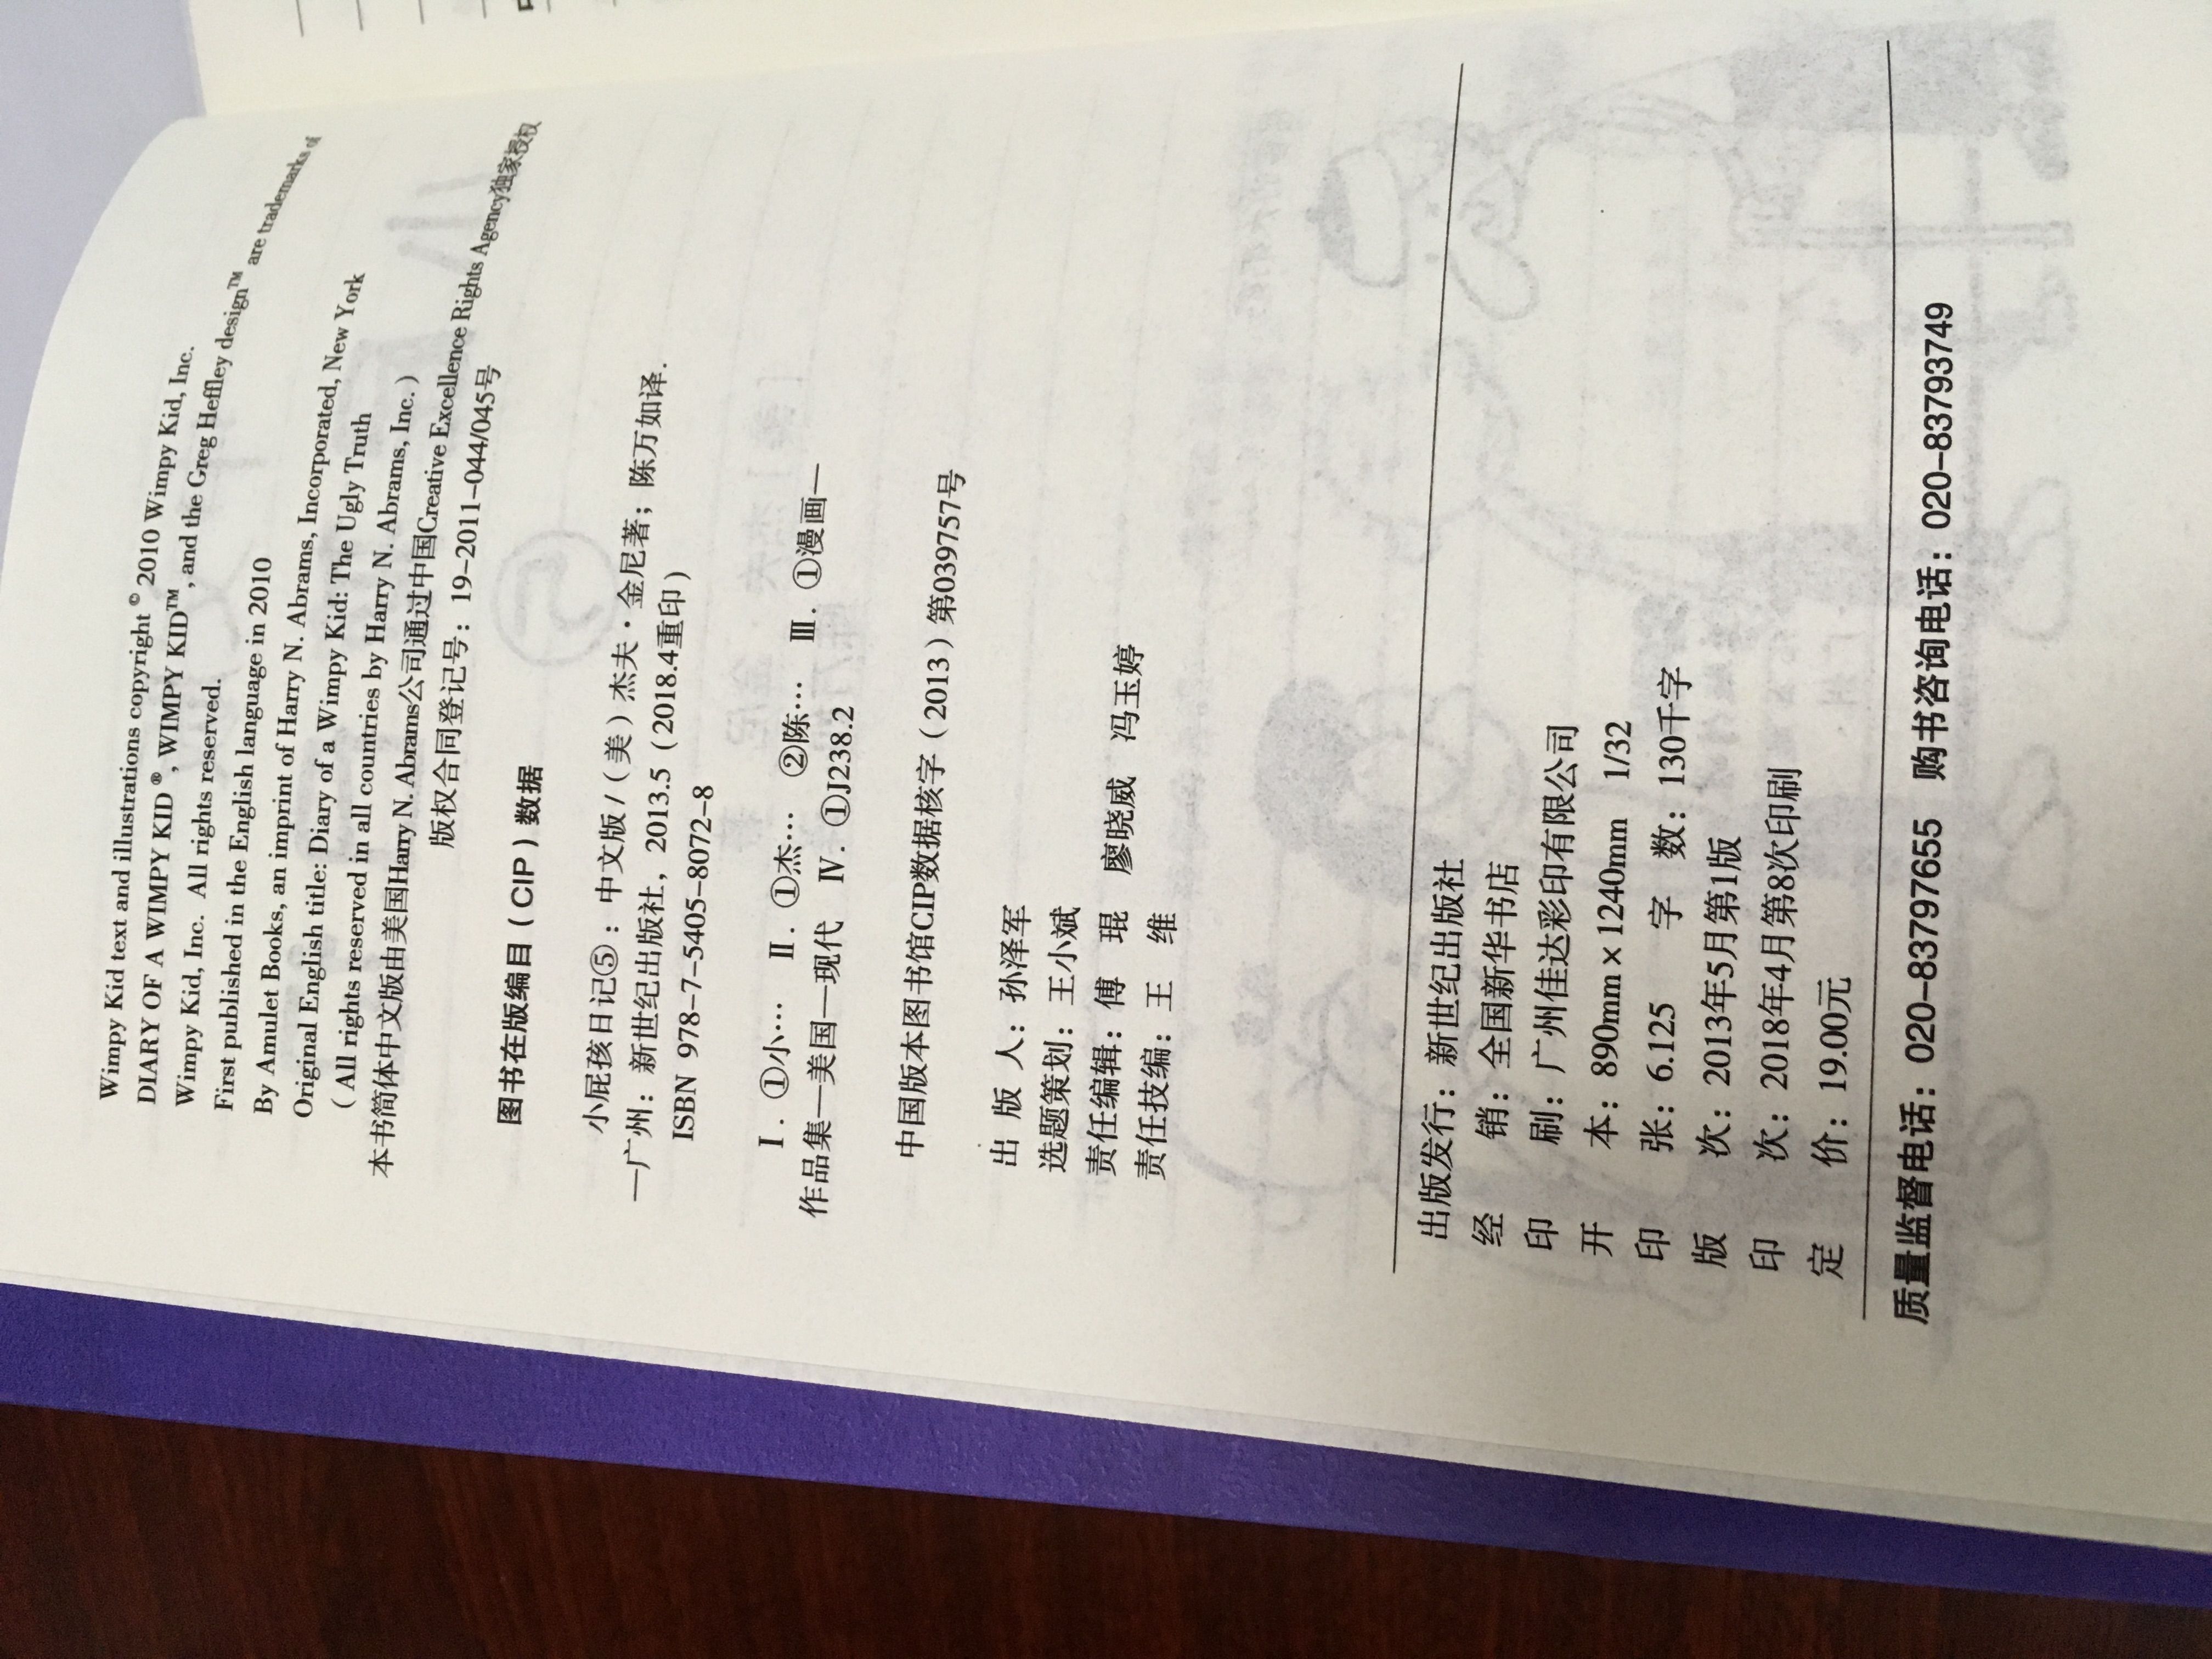 Wimpy Kid text and illustrations copyright © 2010 Wimpy Kid, Inc.
DIARY OF A WIMPY KID®, WIMPY KID™, and the Greg Heffley design™ are trademarks of
Wimpy Kid, Inc. All rights reserved.
First published in the English language in 2010
By Amulet Books, an imprint of Harry N. Abrams, Incorporated, New York
Original English title: Diary of a Wimpy Kid: The Ugly Truth
（All rights reserved in all countries by Harry N. Abrams, Inc.）
本书简体中文版由美国Harry N. Abrams公司通过中国Creative Excellence Rights Agency独家授权
版权合同登记号：19-2011-044/045号
图书在版编目（CIP）数据
小屁孩日记⑤：中文版/（美）杰夫·金尼著；陈万如译.
—广州：新世纪出版社，2013.5（2018.4重印）
ISBN 978-7-5405-8072-8
Ⅰ.①小… Ⅱ.①杰… ②陈… Ⅲ.①漫画—
作品集—美国—现代 Ⅳ.①J238.2
中国版本图书馆CIP数据核字（2013）第039757号
出 版 人：孙泽军
选题策划：王小斌
责任编辑：傅 琨 廖晓威 冯玉婷
责任技编：王 维
出版发行：新世纪出版社
经 销：全国新华书店
印 刷：广州佳达彩印有限公司
开 本：890mm×1240mm 1/32
印 张：6.125 字 数：130千字
版 次：2013年5月第1版
印 次：2018年4月第8次印刷
定 价：19.00元
质量监督电话：020-83797655 购书咨询电话：020-83793749